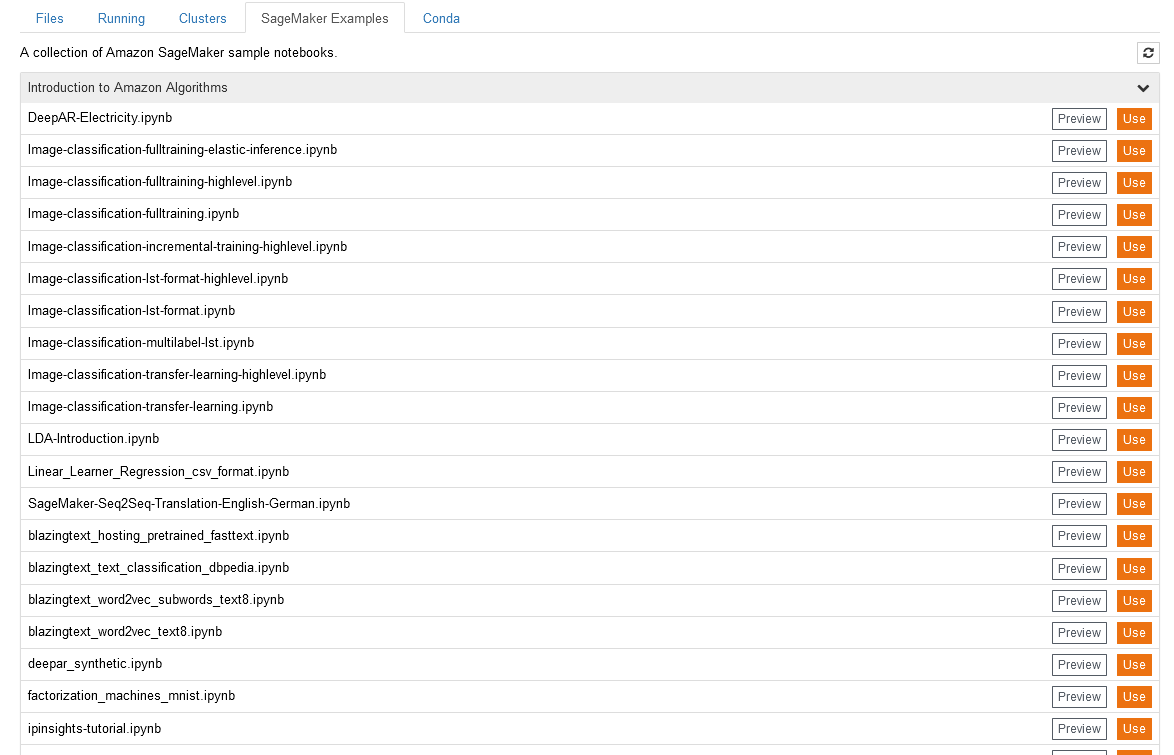 Files Running Clusters SageMaker Examples Conda
A collection of Amazon SageMaker sample notebooks.
Introduction to Amazon Algorithms
DeepAR-Electricity.ipynb Preview Use
Image-classification-fulltraining-elastic-inference.ipynb Preview Use
Image-classification-fulltraining-highlevel.ipynb Preview Use
Image-classification-fulltraining.ipynb Preview Use
Image-classification-incremental-training-highlevel.ipynb Preview Use
Image-classification-lst-format-highlevel.ipynb Preview Use
Image-classification-lst-format.ipynb Preview Use
Image-classification-multilabel-lst.ipynb Preview Use
Image-classification-transfer-learning-highlevel.ipynb Preview Use
Image-classification-transfer-learning.ipynb Preview Use
LDA-Introduction.ipynb Preview Use
Linear_Learner_Regression_csv_format.ipynb Preview Use
SageMaker-Seq2Seq-Translation-English-German.ipynb Preview Use
blazingtext_hosting_pretrained_fasttext.ipynb Preview Use
blazingtext_text_classification_dbpedia.ipynb Preview Use
blazingtext_word2vec_subwords_text8.ipynb Preview Use
blazingtext_word2vec_text8.ipynb Preview Use
deepar_synthetic.ipynb Preview Use
factorization_machines_mnist.ipynb Preview Use
ipinsights-tutorial.ipynb Preview Use